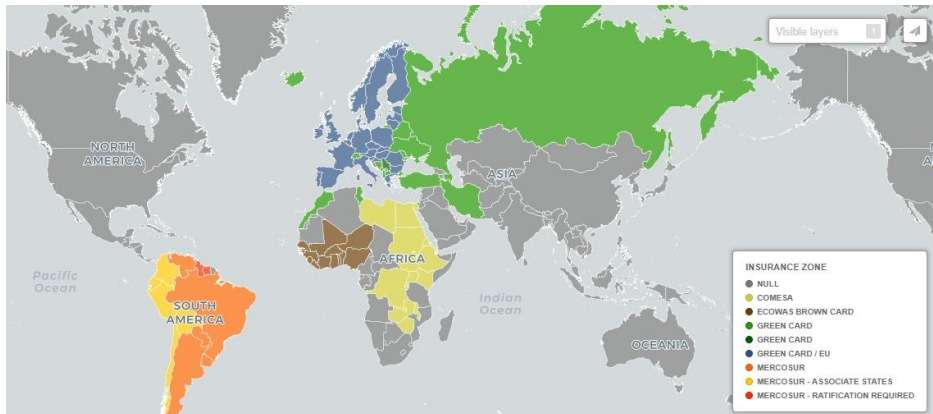 Visible layers 1
NORTH
AMERICA
ASIA
AFRICA
Pacific
Ocean
SOUTH
AMERICA
Indian
Ocean
OCEANIA
INSURANCE ZONE
NULL
COMESA
ECOWAS BROWN CARD
GREEN CARD
GREEN CARD
GREEN CARD / EU
MERCOSUR
MERCOSUR - ASSOCIATE STATES
MERCOSUR - RATIFICATION REQUIRED